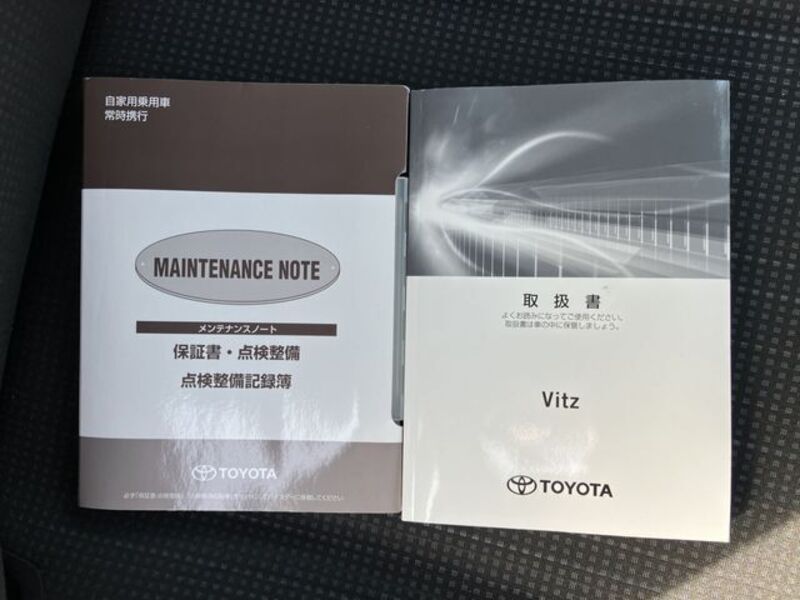 自家用乗用車
常時携行
MAINTENANCE NOTE
メンテナンスノート
保証書・点検整備
点検整備記録簿
TOYOTA
取扱書
よくお読みになってご使用ください。
取扱書は車の中に保管しましょう。
Vitz
TOYOTA